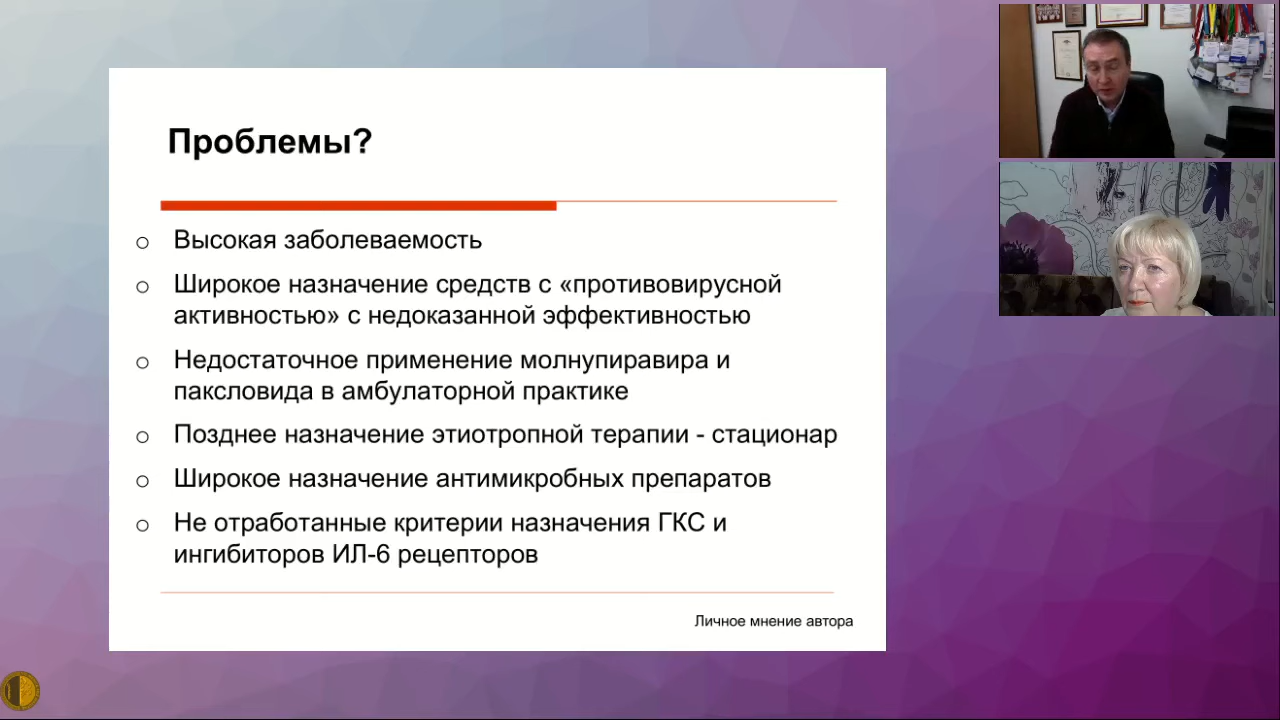 Проблемы?
Высокая заболеваемость
Широкое назначение средств с «противовирусной
активностью» с недоказанной эффективностью
Недостаточное применение молнупиравира и
паксловида в амбулаторной практике
Позднее назначение этиотропной терапии - стационар
Широкое назначение антимикробных препаратов
Не отработанные критерии назначения ГКС и
ингибиторов ИЛ-6 рецепторов
Личное мнение автора